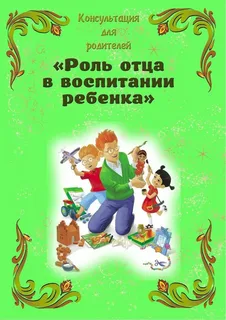 Консультация
для
родителей
«Роль отца
в воспитании
ребенка»